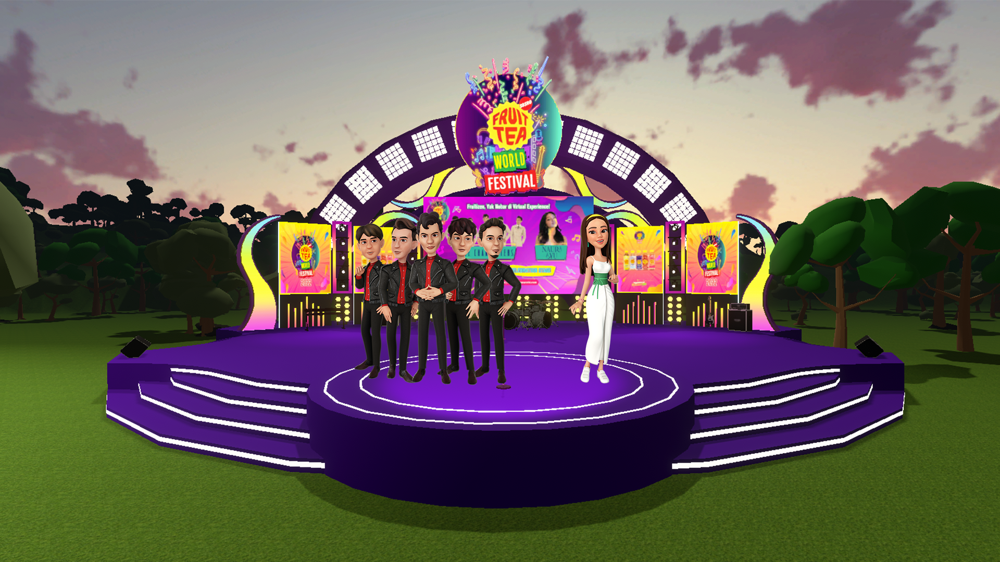 SOSRO
FRUIT
TEA
WORLD
FESTIVAL
Fruitizen, Yuk Nobar di Virtual Experience!
NAURA
AYU
FRUIT
TEA
WORLD
FESTIVAL
2022
FRUIT
TEA
WORLD
FESTIVAL
2022